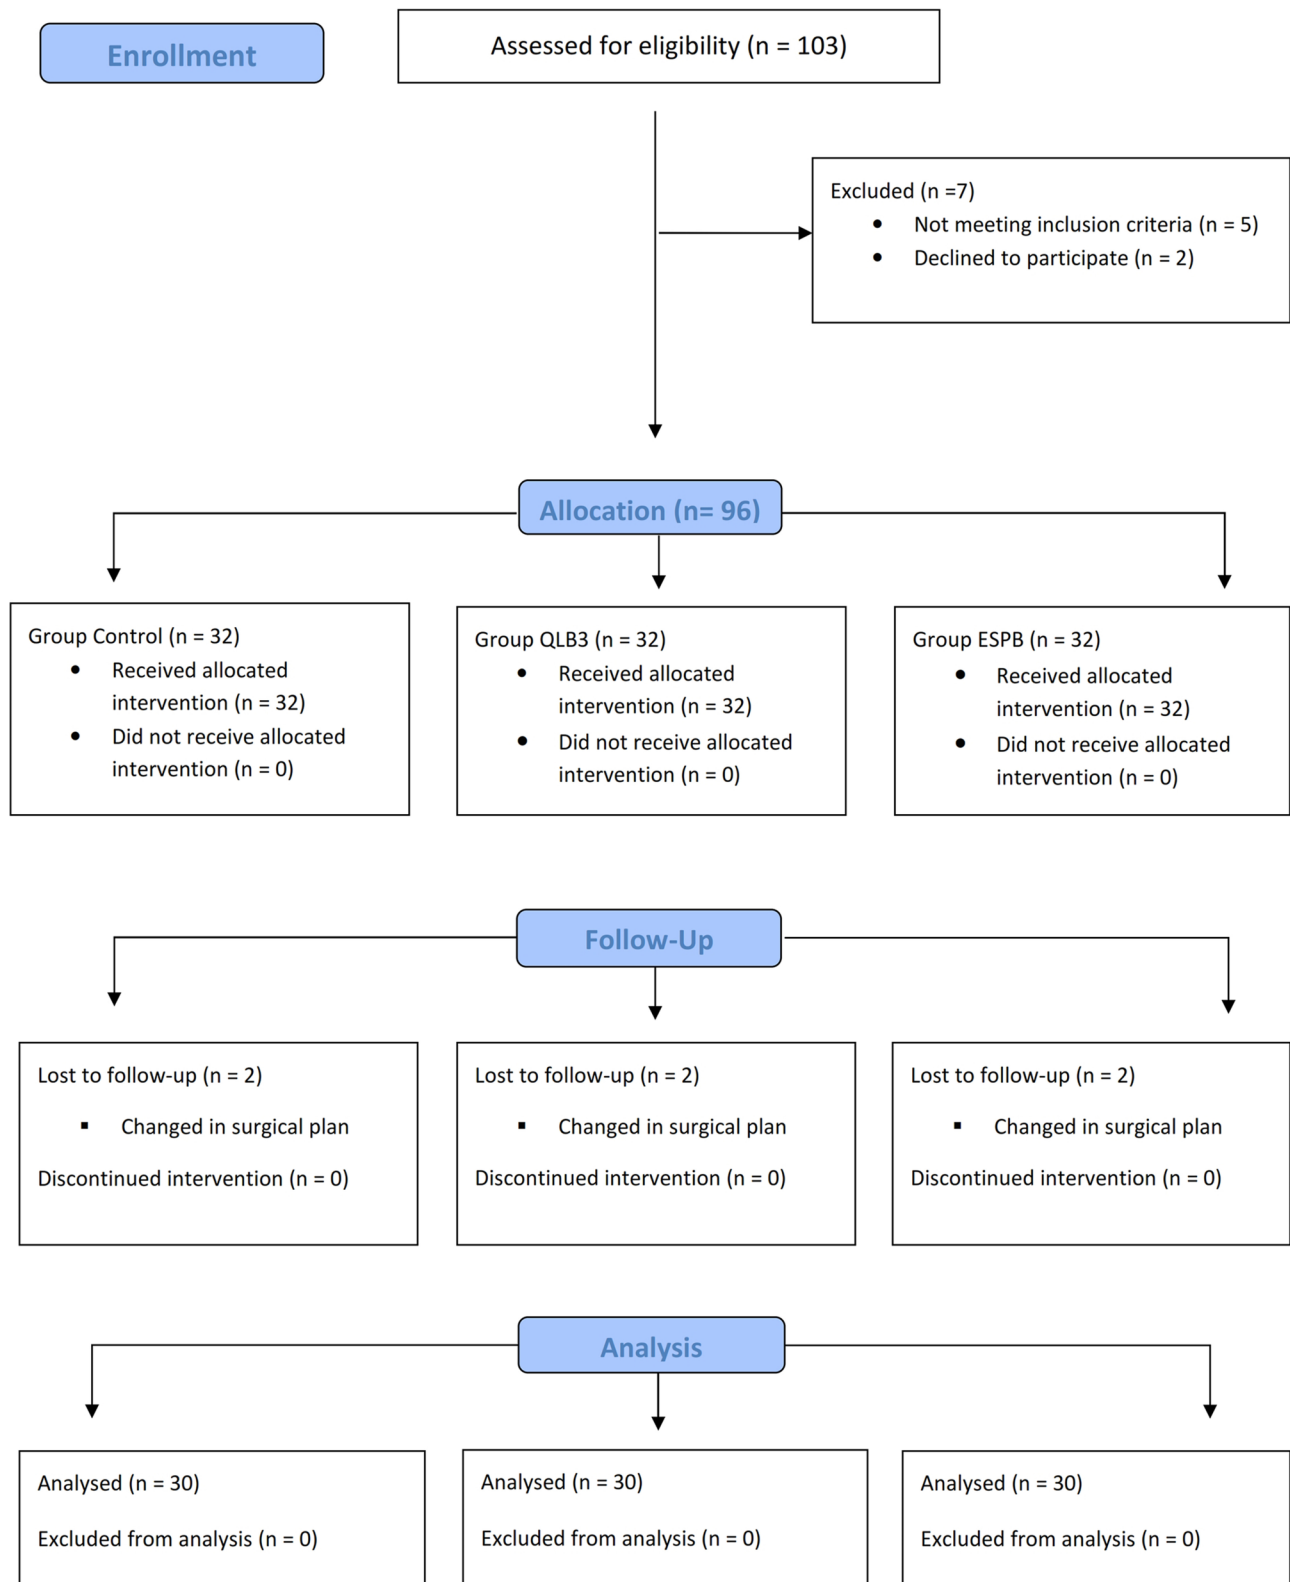 Enrollment
Assessed for eligibility (n = 103)
Excluded (n =7)
• Not meeting inclusion criteria (n = 5)
• Declined to participate (n = 2)
Allocation (n= 96)
Group Control (n = 32)
• Received allocated
intervention (n = 32)
• Did not receive allocated
intervention (n = 0)
Group QLB3 (n = 32)
• Received allocated
intervention (n = 32)
• Did not receive allocated
intervention (n = 0)
Group ESPB (n = 32)
• Received allocated
intervention (n = 32)
• Did not receive allocated
intervention (n = 0)
Follow-Up
Lost to follow-up (n = 2)
▪ Changed in surgical plan
Discontinued intervention (n = 0)
Lost to follow-up (n = 2)
▪ Changed in surgical plan
Discontinued intervention (n = 0)
Lost to follow-up (n = 2)
▪ Changed in surgical plan
Discontinued intervention (n = 0)
Analysis
Analysed (n = 30)
Excluded from analysis (n = 0)
Analysed (n = 30)
Excluded from analysis (n = 0)
Analysed (n = 30)
Excluded from analysis (n = 0)